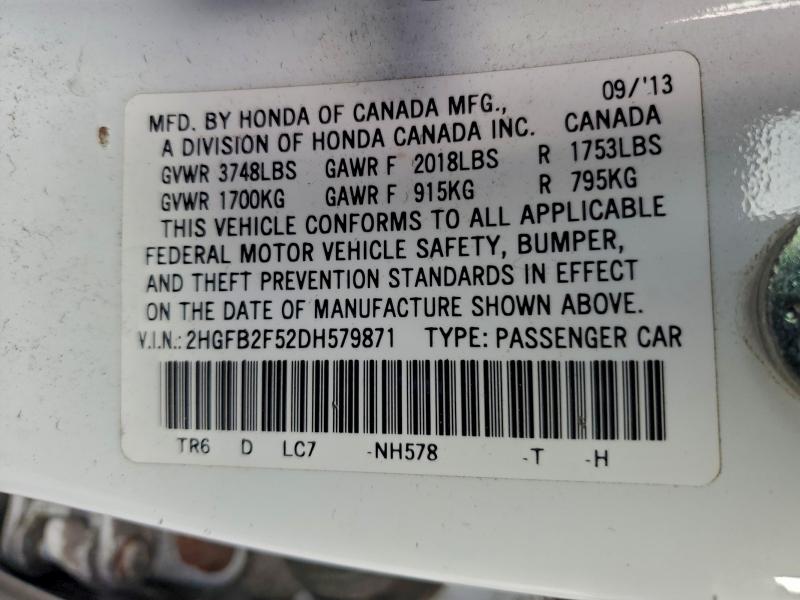 09/'13
MFD. BY HONDA OF CANADA MFG.,
A DIVISION OF HONDA CANADA INC. CANADA
GVWR 3748LBS GAWR F 2018LBS R 1753LBS
GVWR 1700KG GAWR F 915KG R 795KG
THIS VEHICLE CONFORMS TO ALL APPLICABLE
FEDERAL MOTOR VEHICLE SAFETY, BUMPER,
AND THEFT PREVENTION STANDARDS IN EFFECT
ON THE DATE OF MANUFACTURE SHOWN ABOVE.
V.I.N.: 2HGFB2F52DH579871 TYPE: PASSENGER CAR
TR6 D LC7 -NH578 -T -H